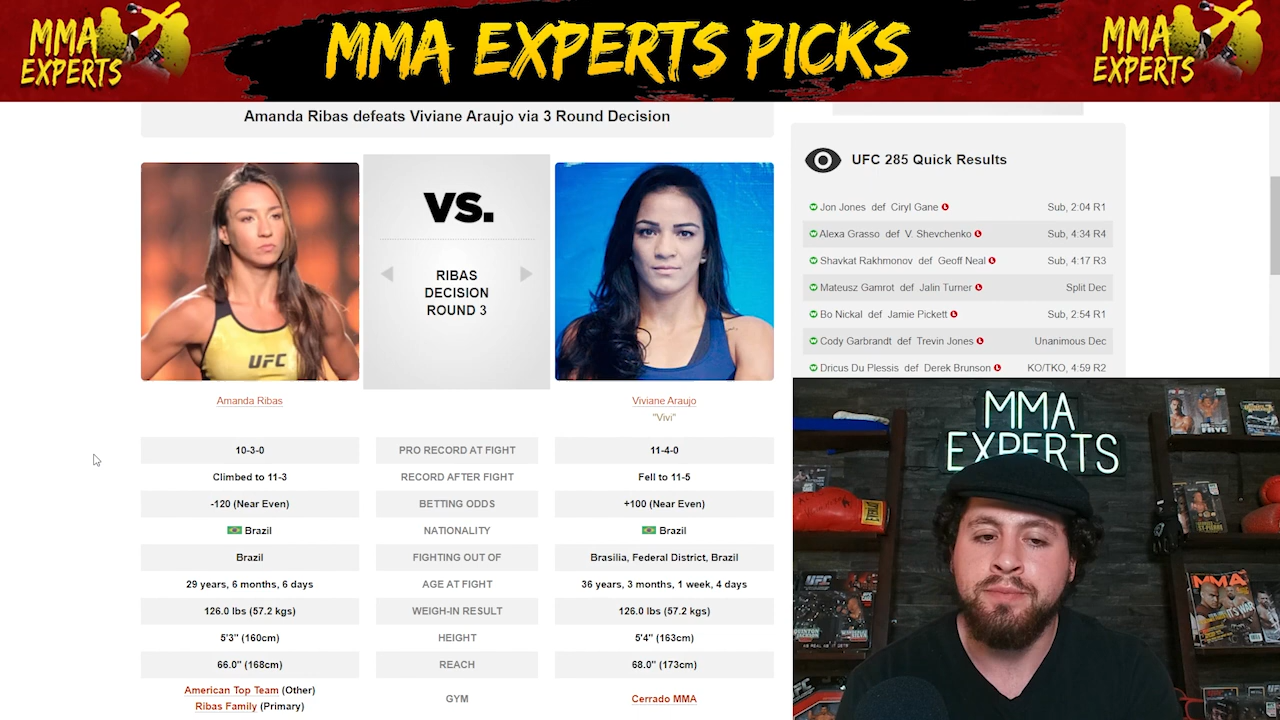 MMA
EXPERTS
MMA EXPERTS PICKS
MMA
EXPERTS
Amanda Ribas defeats Viviane Araujo via 3 Round Decision
VS.
RIBAS
DECISION
ROUND 3
UFC
Amanda Ribas
Viviane Araujo
"Vivi"
10-3-0 PRO RECORD AT FIGHT 11-4-0
Climbed to 11-3 RECORD AFTER FIGHT Fell to 11-5
-120 (Near Even) BETTING ODDS +100 (Near Even)
Brazil NATIONALITY Brazil
Brazil FIGHTING OUT OF Brasilia, Federal District, Brazil
29 years, 6 months, 6 days AGE AT FIGHT 36 years, 3 months, 1 week, 4 days
126.0 lbs (57.2 kgs) WEIGH-IN RESULT 126.0 lbs (57.2 kgs)
5'3" (160cm) HEIGHT 5'4" (163cm)
66.0" (168cm) REACH 68.0" (173cm)
American Top Team (Other)
Ribas Family (Primary)
GYM
Cerrado MMA
UFC 285 Quick Results
W Jon Jones def Ciryl Gane L Sub, 2:04 R1
W Alexa Grasso def V. Shevchenko L Sub, 4:34 R4
W Shavkat Rakhmonov def Geoff Neal L Sub, 4:17 R3
W Mateusz Gamrot def Jalin Turner L Split Dec
W Bo Nickal def Jamie Pickett L Sub, 2:54 R1
W Cody Garbrandt def Trevin Jones L Unanimous Dec
W Dricus Du Plessis def Derek Brunson L KO/TKO, 4:59 R2
MMA
EXPERTS
FRYE
UFC
MMA
UFC